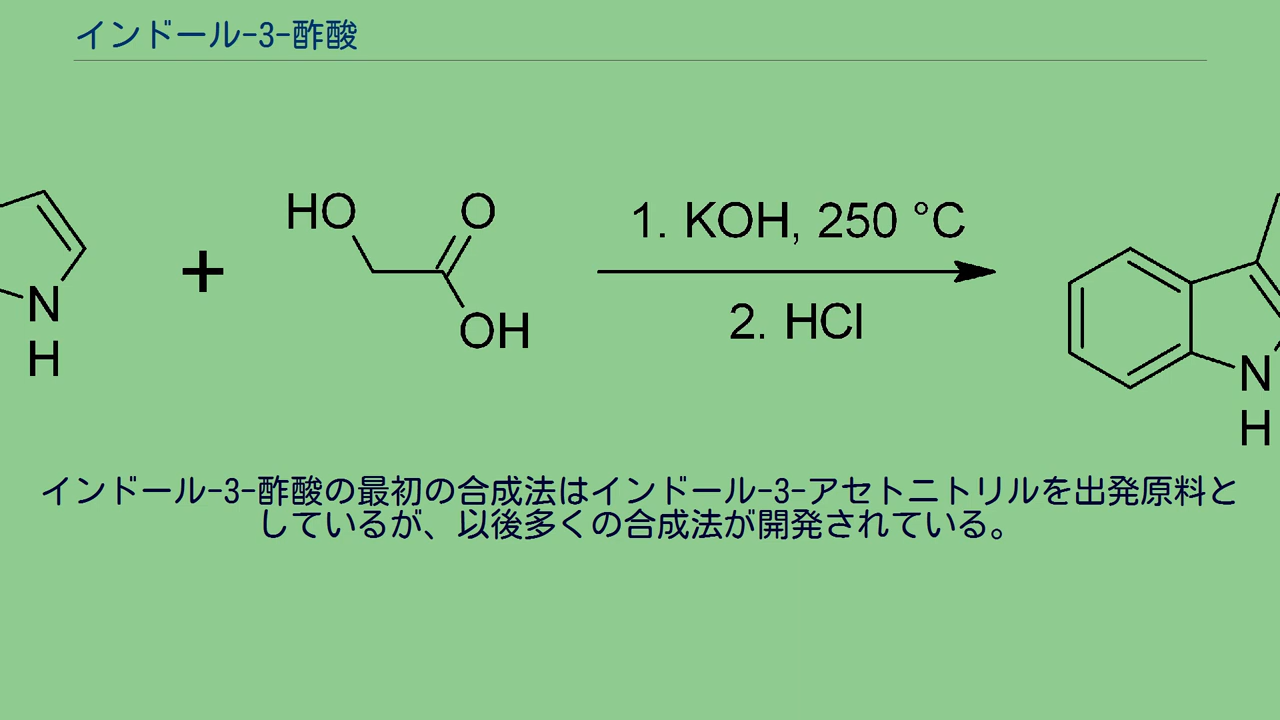 インドール-3-酢酸
HO
O
1. KOH, 250 °C
+
N
H
OH
2. HCl
N
H
インドール-3-酢酸の最初の合成法はインドール-3-アセトニトリルを出発原料と
しているが、以後多くの合成法が開発されている。